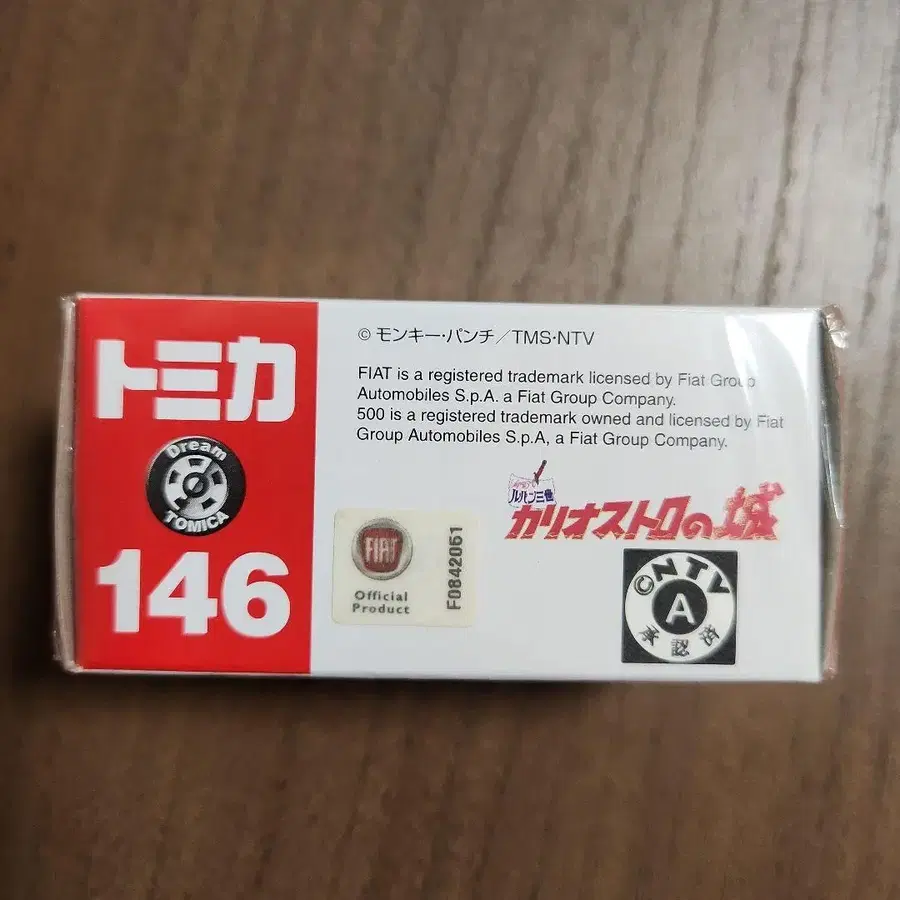 トミカ
Dream
TOMICA
146
© モンキー・パンチ／TMS・NTV
FIAT is a registered trademark licensed by Fiat Group
Automobiles S.p.A. a Fiat Group Company.
500 is a registered trademark owned and licensed by Fiat
Group Automobiles S.p.A, a Fiat Group Company.
ルパン三世
カリオストロの城
FIAT
Official
Product
F0842051
©NTV
A
承認済